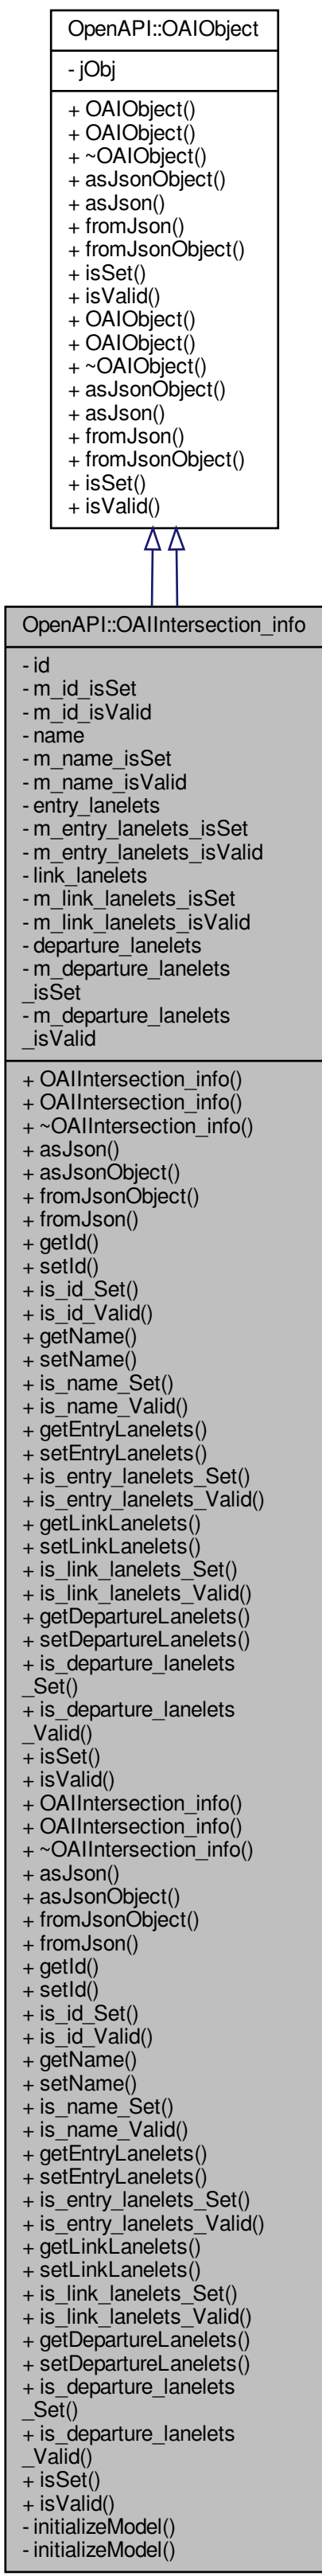 OpenAPI::OAIObject
- jObj
+ OAIObject()
+ OAIObject()
+ ~OAIObject()
+ asJsonObject()
+ asJson()
+ fromJson()
+ fromJsonObject()
+ isSet()
+ isValid()
+ OAIObject()
+ OAIObject()
+ ~OAIObject()
+ asJsonObject()
+ asJson()
+ fromJson()
+ fromJsonObject()
+ isSet()
+ isValid()
OpenAPI::OAIIntersection_info
- id
- m_id_isSet
- m_id_isValid
- name
- m_name_isSet
- m_name_isValid
- entry_lanelets
- m_entry_lanelets_isSet
- m_entry_lanelets_isValid
- link_lanelets
- m_link_lanelets_isSet
- m_link_lanelets_isValid
- departure_lanelets
- m_departure_lanelets
_isSet
- m_departure_lanelets
_isValid
+ OAIIntersection_info()
+ OAIIntersection_info()
+ ~OAIIntersection_info()
+ asJson()
+ asJsonObject()
+ fromJsonObject()
+ fromJson()
+ getId()
+ setId()
+ is_id_Set()
+ is_id_Valid()
+ getName()
+ setName()
+ is_name_Set()
+ is_name_Valid()
+ getEntryLanelets()
+ setEntryLanelets()
+ is_entry_lanelets_Set()
+ is_entry_lanelets_Valid()
+ getLinkLanelets()
+ setLinkLanelets()
+ is_link_lanelets_Set()
+ is_link_lanelets_Valid()
+ getDepartureLanelets()
+ setDepartureLanelets()
+ is_departure_lanelets
_Set()
+ is_departure_lanelets
_Valid()
+ isSet()
+ isValid()
+ OAIIntersection_info()
+ OAIIntersection_info()
+ ~OAIIntersection_info()
+ asJson()
+ asJsonObject()
+ fromJsonObject()
+ fromJson()
+ getId()
+ setId()
+ is_id_Set()
+ is_id_Valid()
+ getName()
+ setName()
+ is_name_Set()
+ is_name_Valid()
+ getEntryLanelets()
+ setEntryLanelets()
+ is_entry_lanelets_Set()
+ is_entry_lanelets_Valid()
+ getLinkLanelets()
+ setLinkLanelets()
+ is_link_lanelets_Set()
+ is_link_lanelets_Valid()
+ getDepartureLanelets()
+ setDepartureLanelets()
+ is_departure_lanelets
_Set()
+ is_departure_lanelets
_Valid()
+ isSet()
+ isValid()
- initializeModel()
- initializeModel()